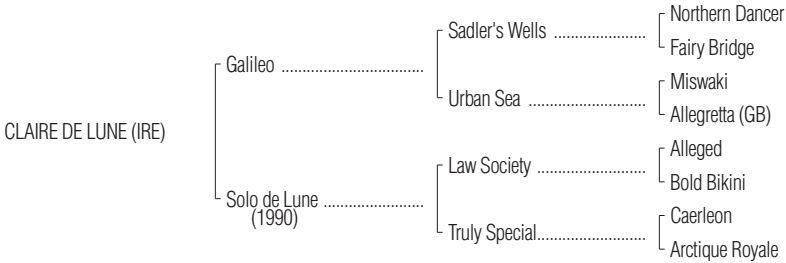 Northern Dancer
Sadler's Wells ......................
Fairy Bridge
Galileo ..................................
Miswaki
Urban Sea ............................
Allegretta (GB)
CLAIRE DE LUNE (IRE)
Alleged
Law Society ..........................
Bold Bikini
Solo de Lune ........................
(1990)
Caerleon
Truly Special..........................
Arctique Royale